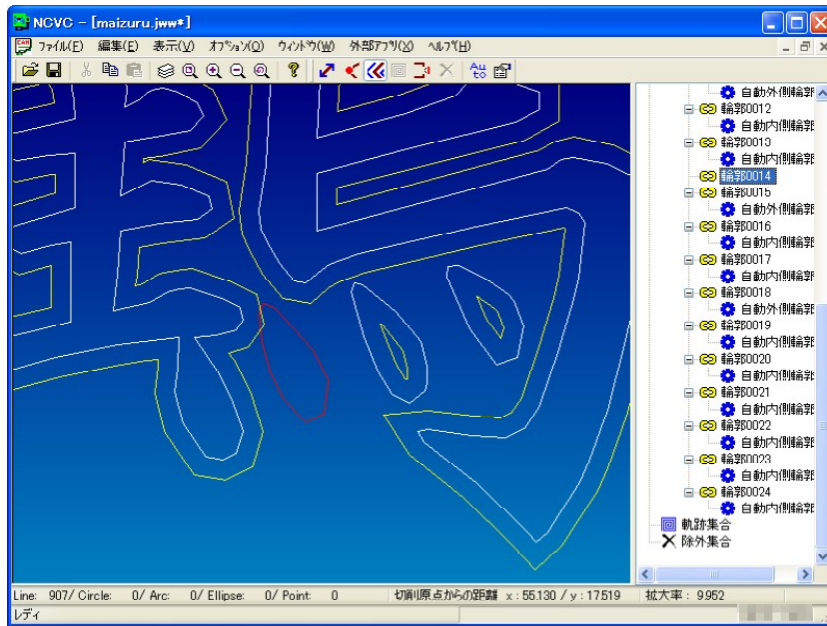 NCVC - [maizuru.jww*]
ファイル(F) 編集(E) 表示(V) オプション(O) ウィンドウ(W) 外部アプリ(X) ヘルプ(H)
Au to
自動外側輪郭
輪郭0012
自動内側輪郭
輪郭0013
自動内側輪郭
輪郭0014
輪郭0015
自動外側輪郭
輪郭0016
自動内側輪郭
輪郭0017
自動内側輪郭
輪郭0018
自動外側輪郭
輪郭0019
自動内側輪郭
輪郭0020
自動内側輪郭
輪郭0021
自動内側輪郭
輪郭0022
自動内側輪郭
輪郭0023
自動内側輪郭
輪郭0024
自動内側輪郭
軌跡集合
除外集合
Line: 907/ Circle: 0/ Arc: 0/ Ellipse: 0/ Point: 0 切削原点からの距離 x : 55.130 / y : 17.519 拡大率 : 9.952
レディ